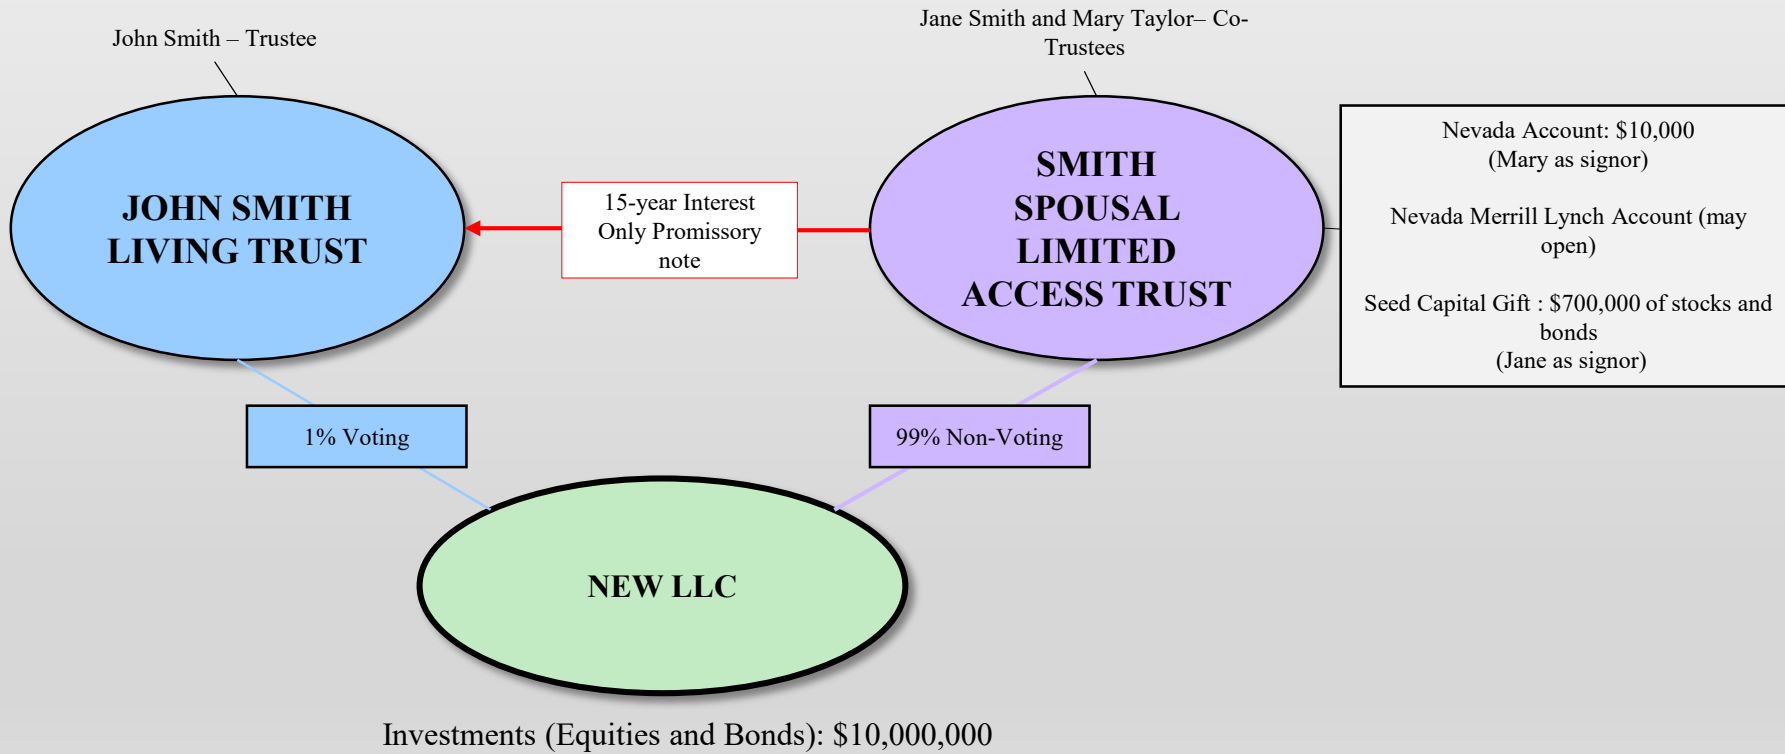 John Smith – Trustee
Jane Smith and Mary Taylor– Co-
Trustees
JOHN SMITH
LIVING TRUST
15-year Interest
Only Promissory
note
SMITH
SPOUSAL
LIMITED
ACCESS TRUST
Nevada Account: $10,000
(Mary as signor)
Nevada Merrill Lynch Account (may
open)
Seed Capital Gift : $700,000 of stocks and
bonds
(Jane as signor)
1% Voting
99% Non-Voting
NEW LLC
Investments (Equities and Bonds): $10,000,000